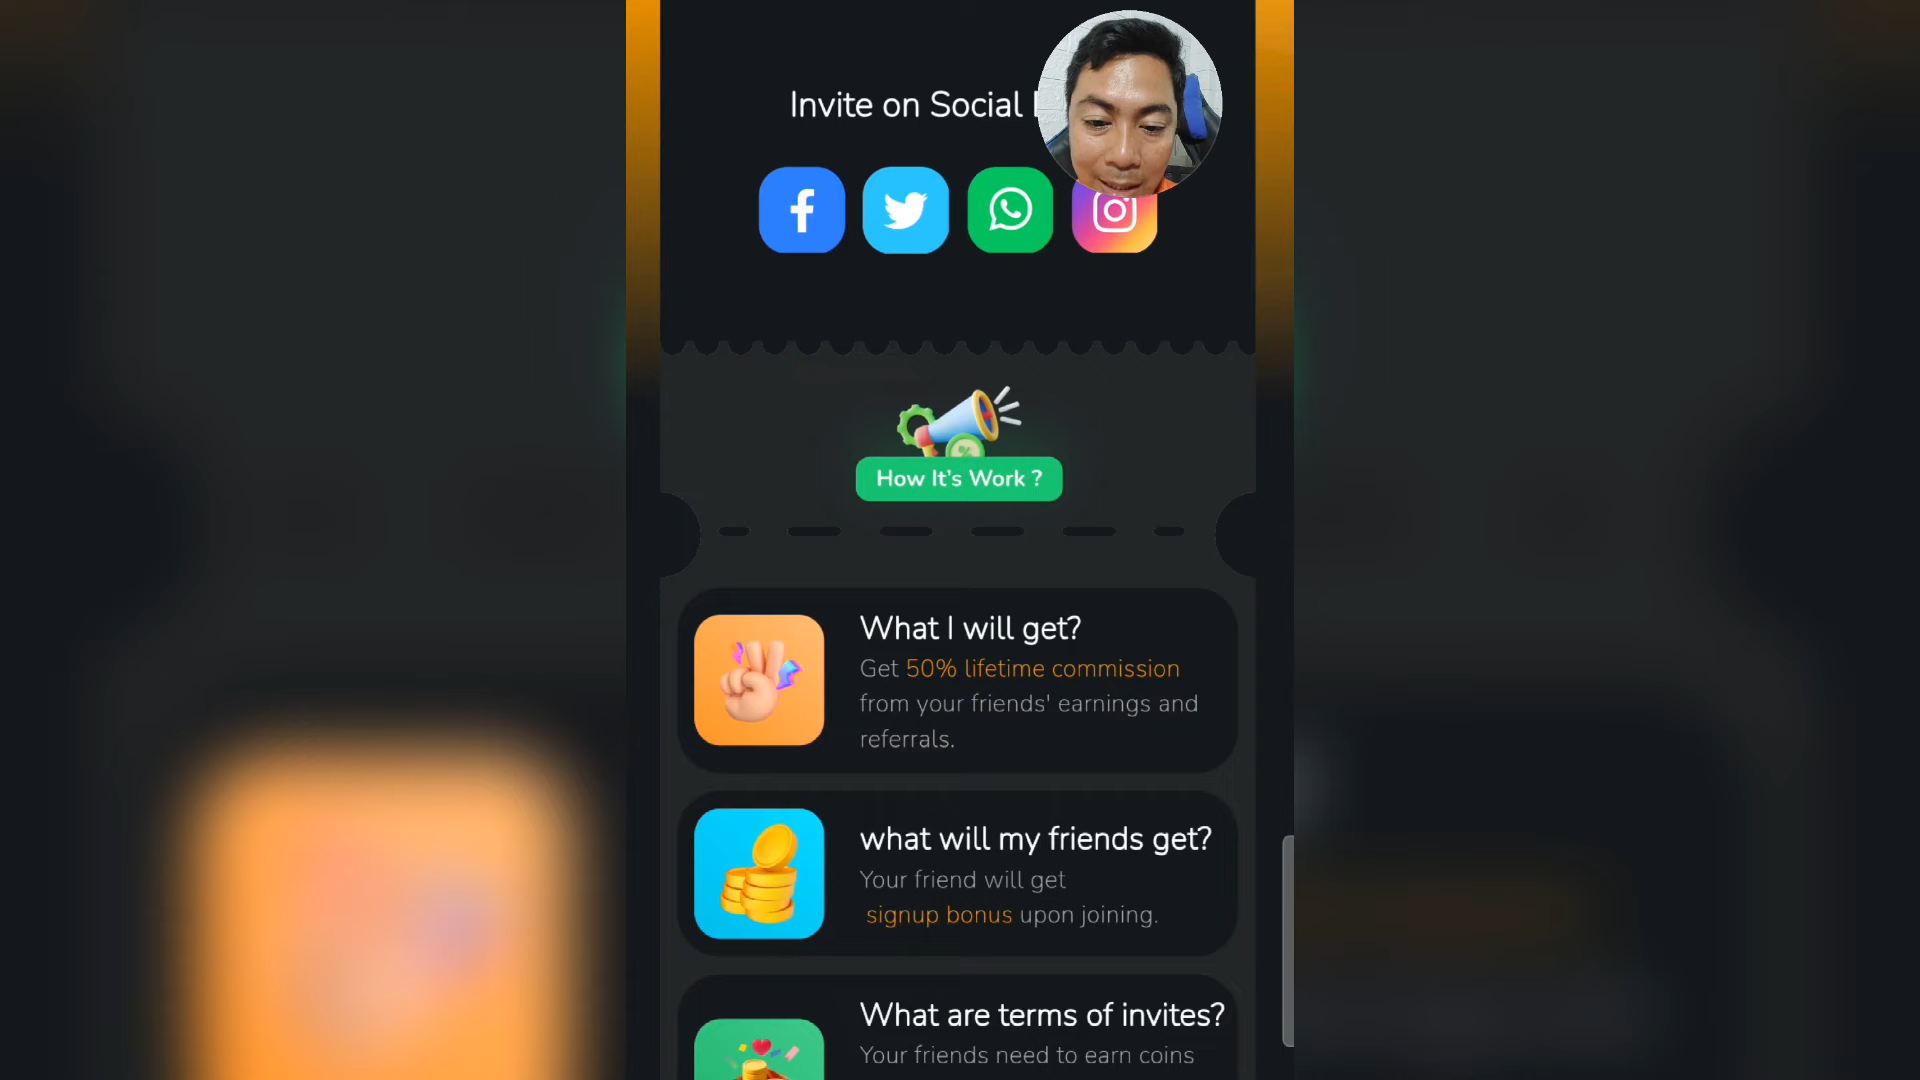 Invite on Social
How It's Work ?
What I will get?
Get 50% lifetime commission
from your friends' earnings and
referrals.
what will my friends get?
Your friend will get
signup bonus upon joining.
What are terms of invites?
Your friends need to earn coins